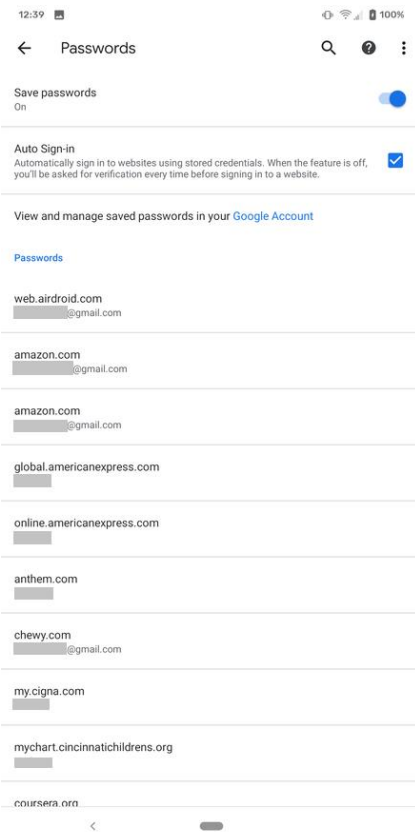 12:39
100%
Passwords
Save passwords
On
Auto Sign-in
Automatically sign in to websites using stored credentials. When the feature is off,
you'll be asked for verification every time before signing in to a website.
View and manage saved passwords in your Google Account
Passwords
web.airdroid.com
@gmail.com
amazon.com
@gmail.com
amazon.com
@gmail.com
global.americanexpress.com
online.americanexpress.com
anthem.com
chewy.com
@gmail.com
my.cigna.com
mychart.cincinnatichildrens.org
coursera.org